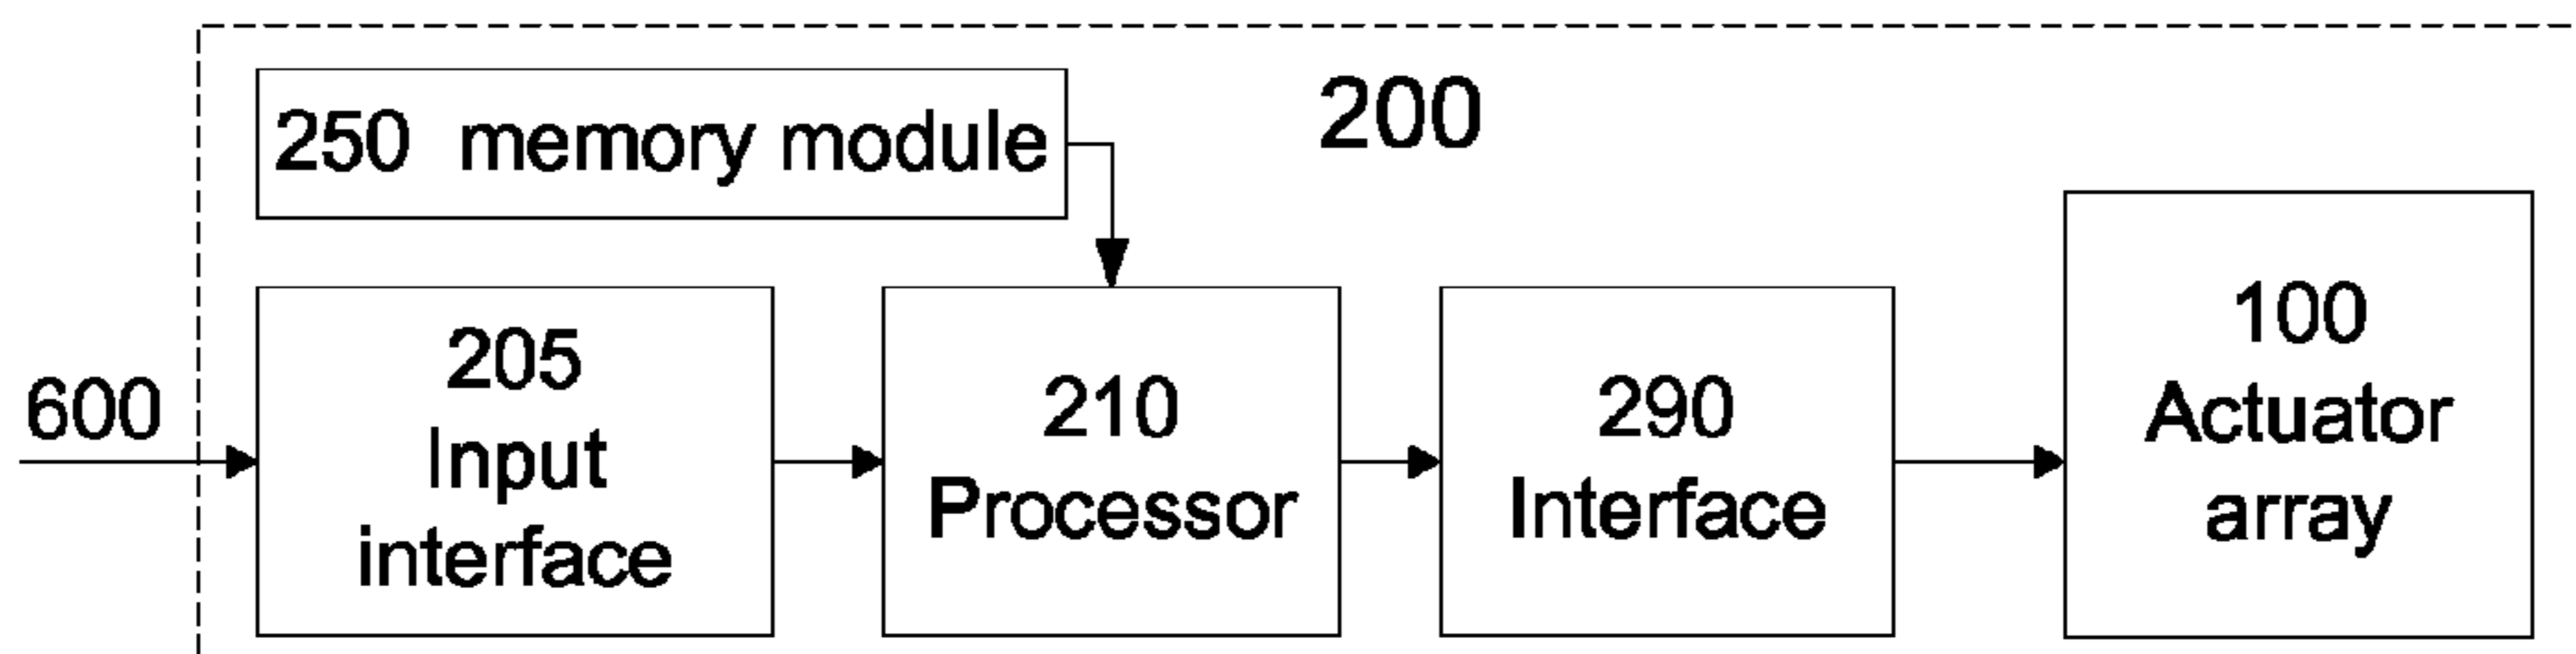 200
250 memory module
600
205
Input
interface
210
Processor
290
Interface
100
Actuator
array